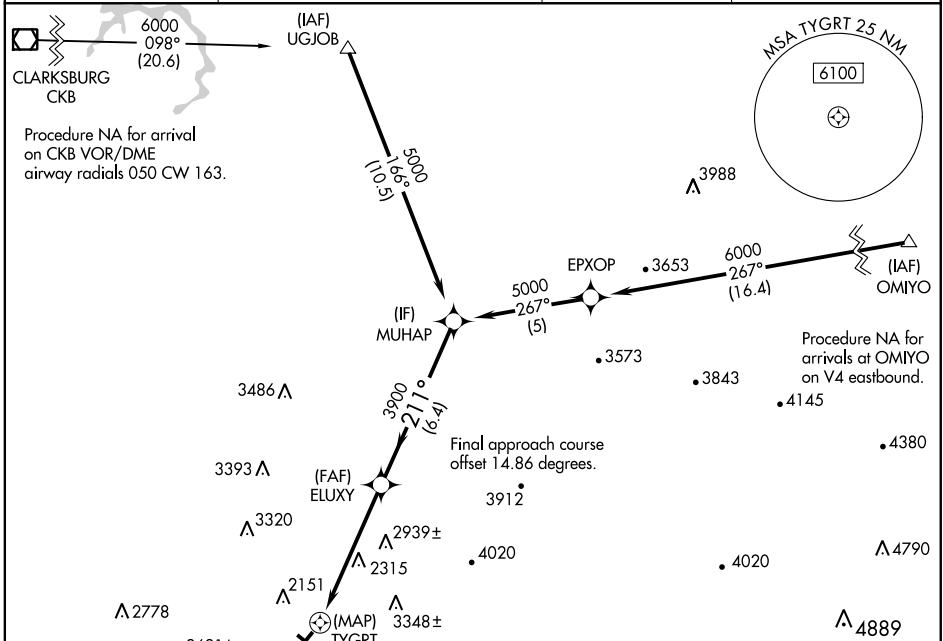 6000
098°
(20.6)
CLARKSBURG
CKB
Procedure NA for arrival
on CKB VOR/DME
airway radials 050 CW 163.
(IAF)
UGJOB
MSA TYGRT 25 NM
6100
5000
166°
(10.5)
3988
(IAF)
OMIYO
6000
267°
(16.4)
EPXOP
3653
5000
267°
(5)
(IF)
MUHAP
Procedure NA for
arrivals at OMIYO
on V4 eastbound.
3573
3843
4145
3486
3900
211°
(6.4)
Final approach course
offset 14.86 degrees.
4380
3393
(FAF)
ELUXY
3912
3320
2939±
2315
4020
4020
4790
2151
2778
(MAP)
TYGRT
3348±
4889